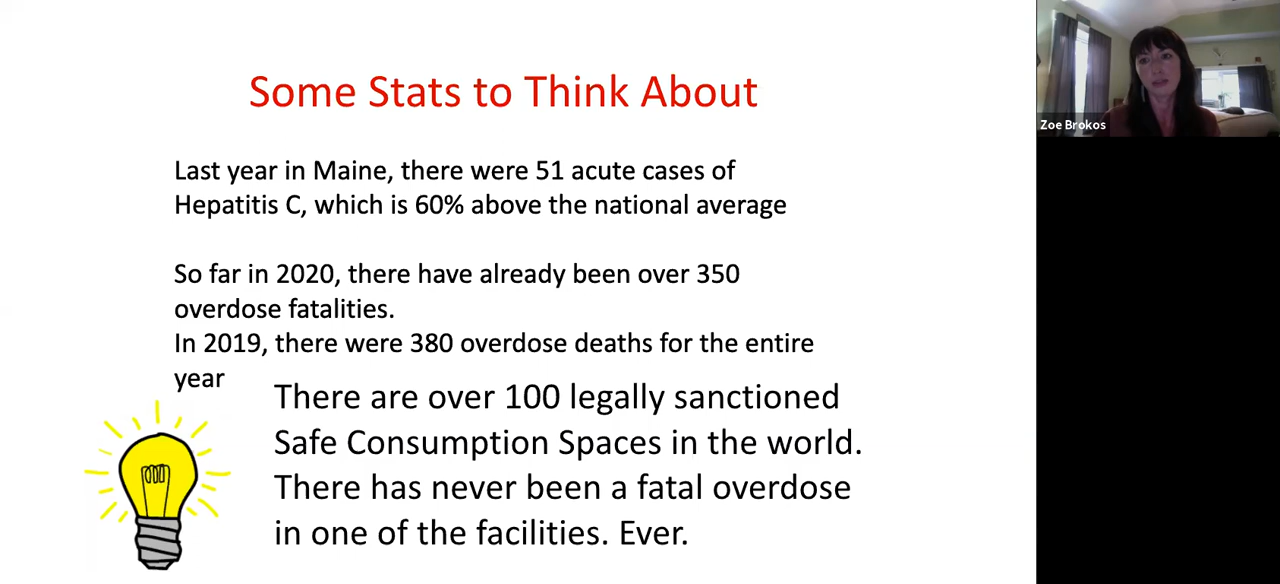 Some Stats to Think About
Last year in Maine, there were 51 acute cases of
Hepatitis C, which is 60% above the national average
So far in 2020, there have already been over 350
overdose fatalities.
In 2019, there were 380 overdose deaths for the entire
year
There are over 100 legally sanctioned
Safe Consumption Spaces in the world.
There has never been a fatal overdose
in one of the facilities. Ever.
Zoe Brokos